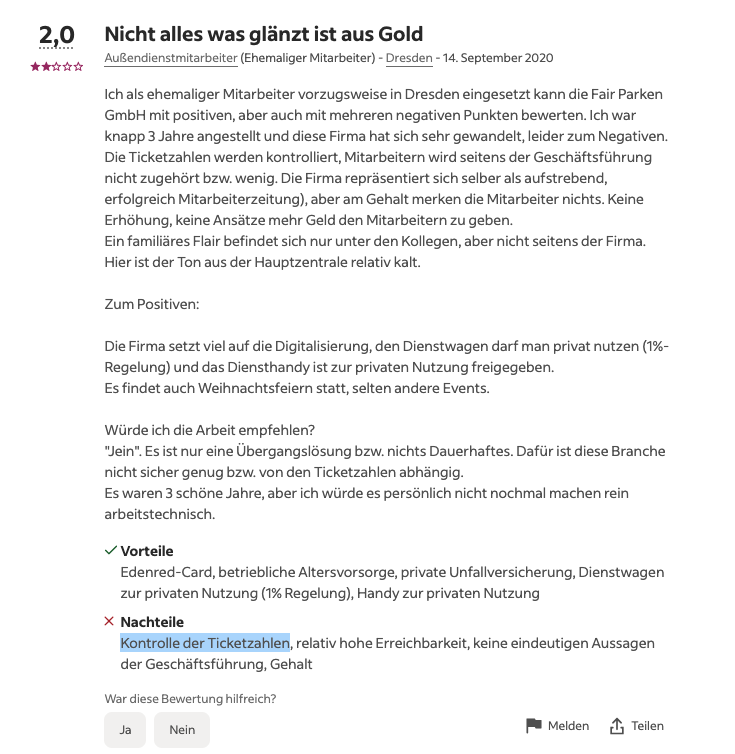 2,0
Nicht alles was glänzt ist aus Gold
Außendienstmitarbeiter (Ehemaliger Mitarbeiter) - Dresden - 14. September 2020
Ich als ehemaliger Mitarbeiter vorzugsweise in Dresden eingesetzt kann die Fair Parken
GmbH mit positiven, aber auch mit mehreren negativen Punkten bewerten. Ich war
knapp 3 Jahre angestellt und diese Firma hat sich sehr gewandelt, leider zum Negativen.
Die Ticketzahlen werden kontrolliert, Mitarbeitern wird seitens der Geschäftsführung
nicht zugehört bzw. wenig. Die Firma repräsentiert sich selber als aufstrebend,
erfolgreich Mitarbeiterzeitung), aber am Gehalt merken die Mitarbeiter nichts. Keine
Erhöhung, keine Ansätze mehr Geld den Mitarbeitern zu geben.
Ein familiäres Flair befindet sich nur unter den Kollegen, aber nicht seitens der Firma.
Hier ist der Ton aus der Hauptzentrale relativ kalt.
Zum Positiven:
Die Firma setzt viel auf die Digitalisierung, den Dienstwagen darf man privat nutzen (1%-
Regelung) und das Diensthandy ist zur privaten Nutzung freigegeben.
Es findet auch Weihnachtsfeiern statt, selten andere Events.
Würde ich die Arbeit empfehlen?
"Jein". Es ist nur eine Übergangslösung bzw. nichts Dauerhaftes. Dafür ist diese Branche
nicht sicher genug bzw. von den Ticketzahlen abhängig.
Es waren 3 schöne Jahre, aber ich würde es persönlich nicht nochmal machen rein
arbeitstechnisch.
Vorteile
Edenred-Card, betriebliche Altersvorsorge, private Unfallversicherung, Dienstwagen
zur privaten Nutzung (1% Regelung), Handy zur privaten Nutzung
Nachteile
Kontrolle der Ticketzahlen, relativ hohe Erreichbarkeit, keine eindeutigen Aussagen
der Geschäftsführung, Gehalt
War diese Bewertung hilfreich?
Ja Nein Melden Teilen